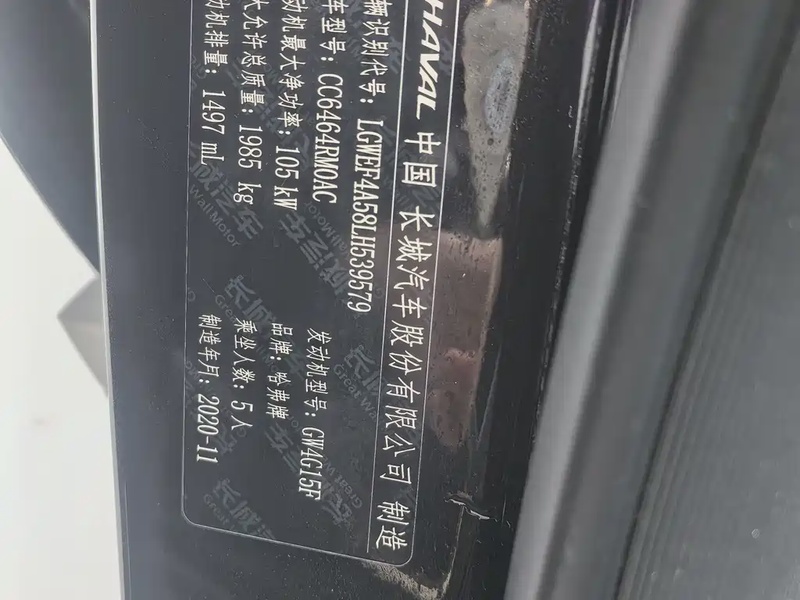 HAVAL 中国 长城汽车股份有限公司 制造
辆识别代号: LGWEF4A58LH539579
车型号: CC6464RM0AC 发动机型号: GW4G15F
动机最大净功率: 105 kW 品牌: 哈弗牌
大允许总质量: 1985 kg 乘坐人数: 5 人
动机排量: 1497 mL 制造年月: 2020-11